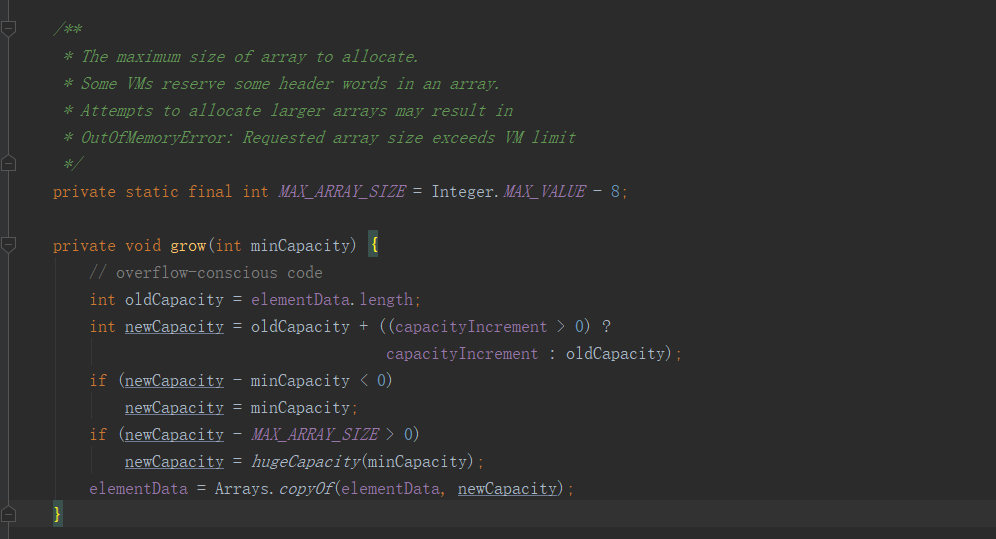 /**
 * The maximum size of array to allocate.
 * Some VMs reserve some header words in an array.
 * Attempts to allocate larger arrays may result in
 * OutOfMemoryError: Requested array size exceeds VM limit
 */
private static final int MAX_ARRAY_SIZE = Integer.MAX_VALUE - 8;
private void grow(int minCapacity) {
// overflow-conscious code
int oldCapacity = elementData.length;
int newCapacity = oldCapacity + ((capacityIncrement > 0) ?
capacityIncrement : oldCapacity);
if (newCapacity - minCapacity < 0)
newCapacity = minCapacity;
if (newCapacity - MAX_ARRAY_SIZE > 0)
newCapacity = hugeCapacity(minCapacity);
elementData = Arrays.copyOf(elementData, newCapacity);
}